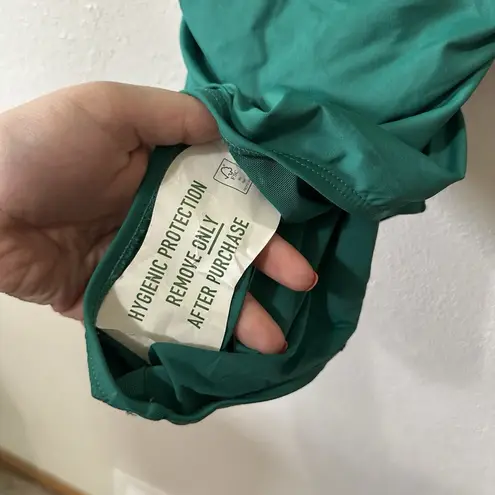 HYGIENIC PROTECTION
REMOVE ONLY
AFTER PURCHASE